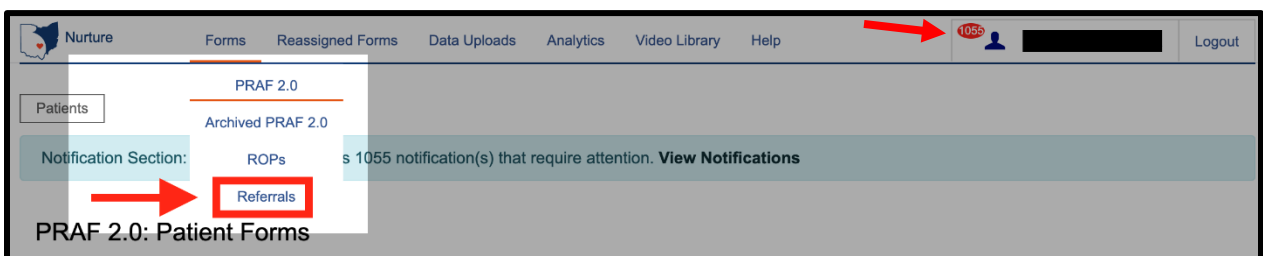 Nurture Forms Reassigned Forms Data Uploads Analytics Video Library Help 1055 Logout
PRAF 2.0
Patients
Archived PRAF 2.0
Notification Section: ROPs s 1055 notification(s) that require attention. View Notifications
Referrals
PRAF 2.0: Patient Forms